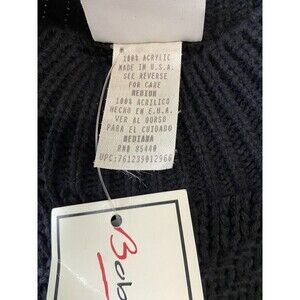 100% ACRYLIC
MADE IN U.S.A.
SEE REVERSE
FOR CARE
MEDIUM
100% ACRILICO
HECHO EN E.U.A.
VER AL DORSO
PARA EL CUIDADO
MEDIANA
RN# 85440
UPC:761239012966
Bob